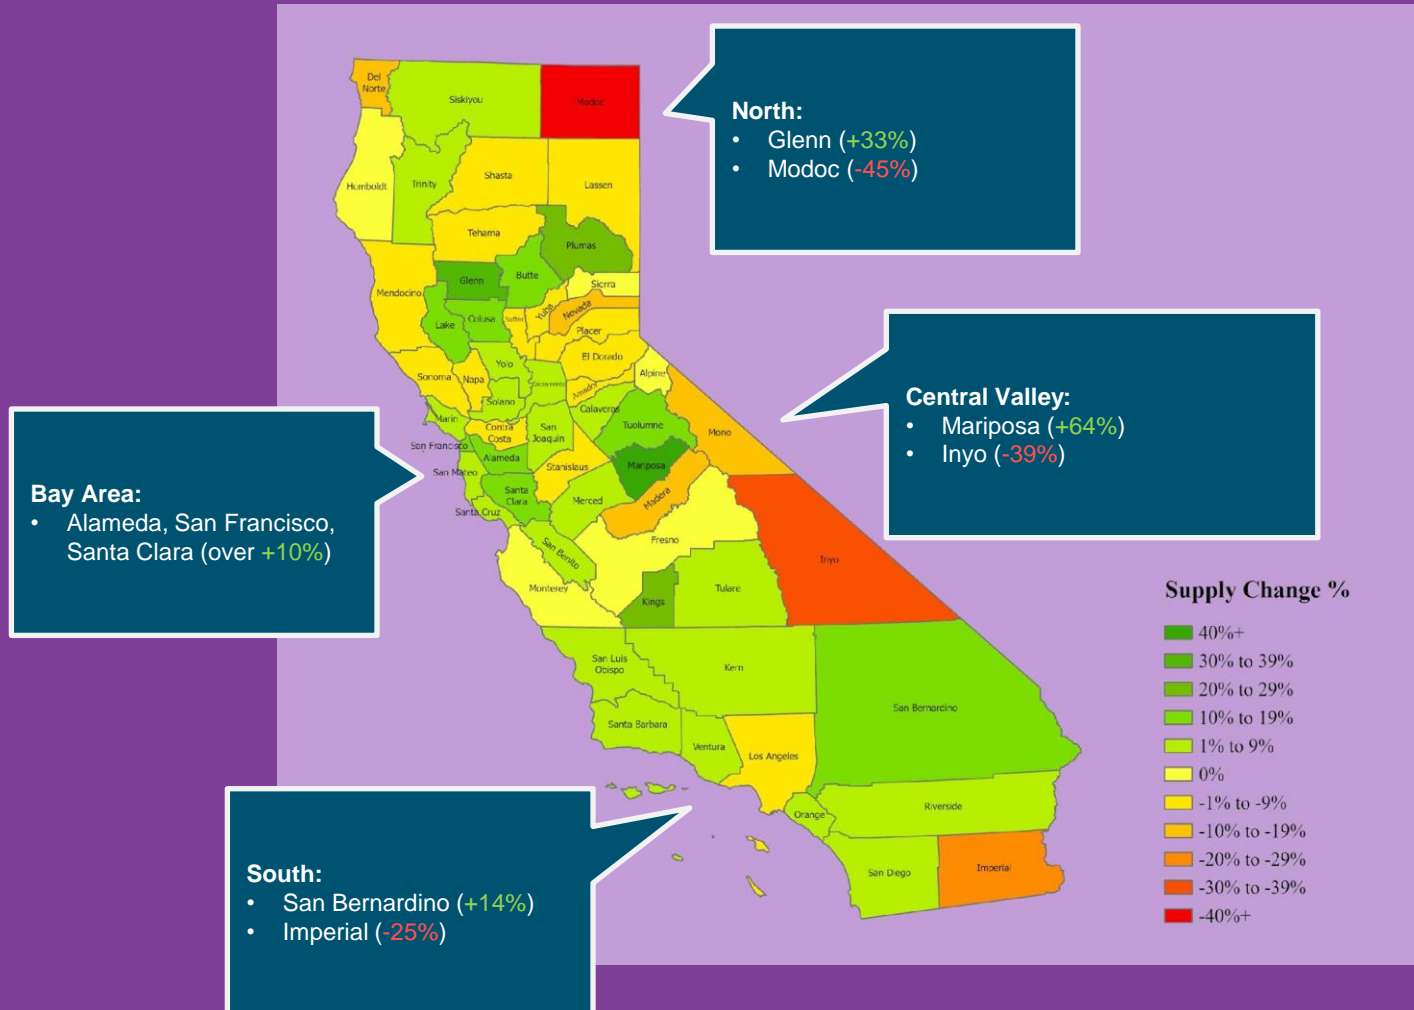 North:
• Glenn (+33%)
• Modoc (-45%)
Central Valley:
• Mariposa (+64%)
• Inyo (-39%)
Bay Area:
• Alameda, San Francisco,
Santa Clara (over +10%)
South:
• San Bernardino (+14%)
• Imperial (-25%)
Supply Change %
40%+
30% to 39%
20% to 29%
10% to 19%
1% to 9%
0%
-1% to -9%
-10% to -19%
-20% to -29%
-30% to -39%
-40%+
Del
Norte
Siskiyou
Modoc
Humboldt
Trinity
Shasta
Lassen
Tehama
Plumas
Mendocino
Glenn
Butte
Sierra
Lake
Colusa
Sutter
Yuba
Nevada
Placer
Sonoma
Napa
Yolo
El Dorado
Alpine
Solano
Sacramento
Amador
Calaveras
Marin
Contra
Costa
San
Joaquin
Tuolumne
Mono
San Francisco
Alameda
Stanislaus
Mariposa
San Mateo
Santa
Clara
Merced
Madera
Santa Cruz
San Benito
Fresno
Inyo
Monterey
Kings
Tulare
San Luis
Obispo
Kern
San Bernardino
Santa Barbara
Ventura
Los Angeles
Orange
Riverside
San Diego
Imperial